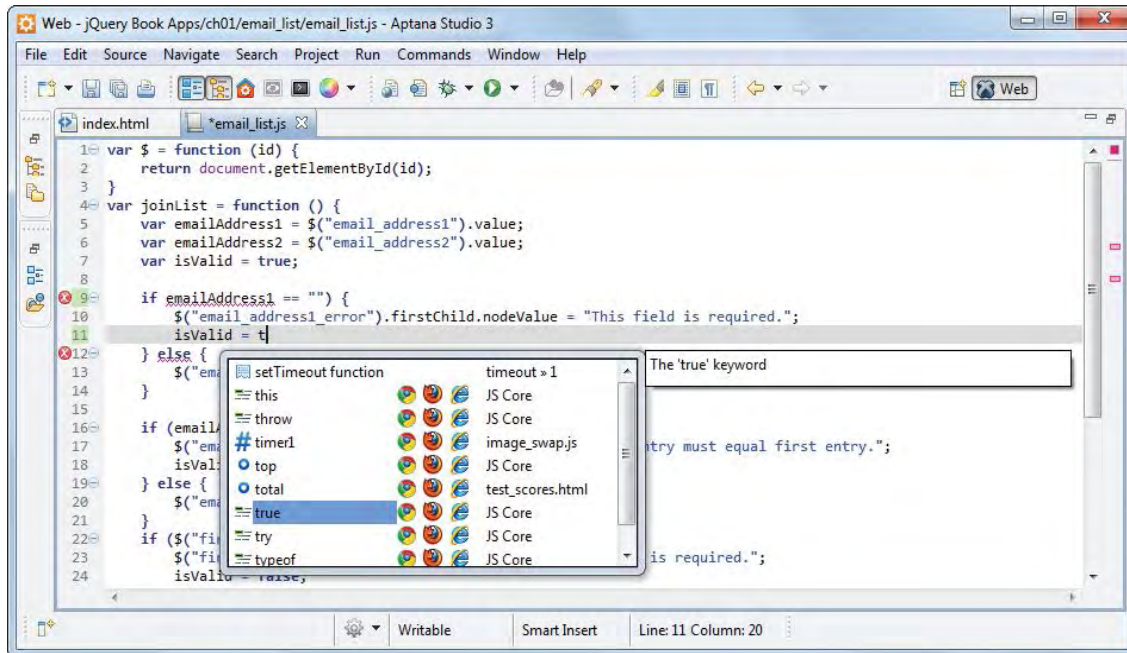 Web - jQuery Book Apps/ch01/email_list/email_list.js - Aptana Studio 3
File Edit Source Navigate Search Project Run Commands Window Help
Web
index.html *email_list.js
1 var $ = function (id) {
2 return document.getElementById(id);
3 }
4 var joinList = function () {
5 var emailAddress1 = $("email_address1").value;
6 var emailAddress2 = $("email_address2").value;
7 var isValid = true;
8
9 if emailAddress1 == "") {
10 $("email_address1_error").firstChild.nodeValue = "This field is required.";
11 isValid = t
12 } else {
13 $("ema
14 }
15
16 if (emailA
17 $("ema ntry must equal first entry.";
18 isVali
19 } else {
20 $("ema
21 }
22 if ($("fir
23 $("fir is required.";
24 isValid = false;
setTimeout function timeout » 1
this JS Core
throw JS Core
# timer1 image_swap.js
top JS Core
total test_scores.html
true JS Core
try JS Core
typeof JS Core
The 'true' keyword
Writable Smart Insert Line: 11 Column: 20